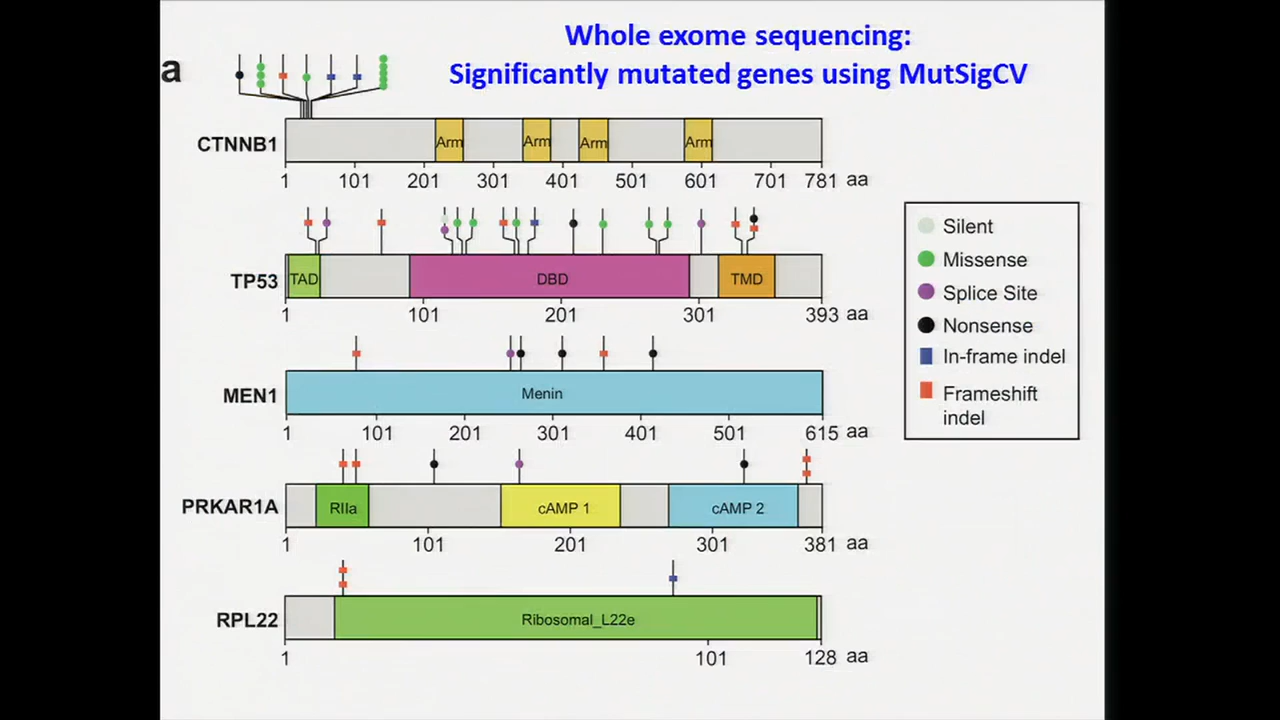 Whole exome sequencing:
Significantly mutated genes using MutSigCV
a
CTNNB1
Arm Arm Arm Arm
1 101 201 301 401 501 601 701 781 aa
TP53
TAD DBD TMD
1 101 201 301 393 aa
MEN1
Menin
1 101 201 301 401 501 615 aa
PRKAR1A
RIIa cAMP 1 cAMP 2
1 101 201 301 381 aa
RPL22
Ribosomal_L22e
1 101 128 aa
Silent
Missense
Splice Site
Nonsense
In-frame indel
Frameshift
indel